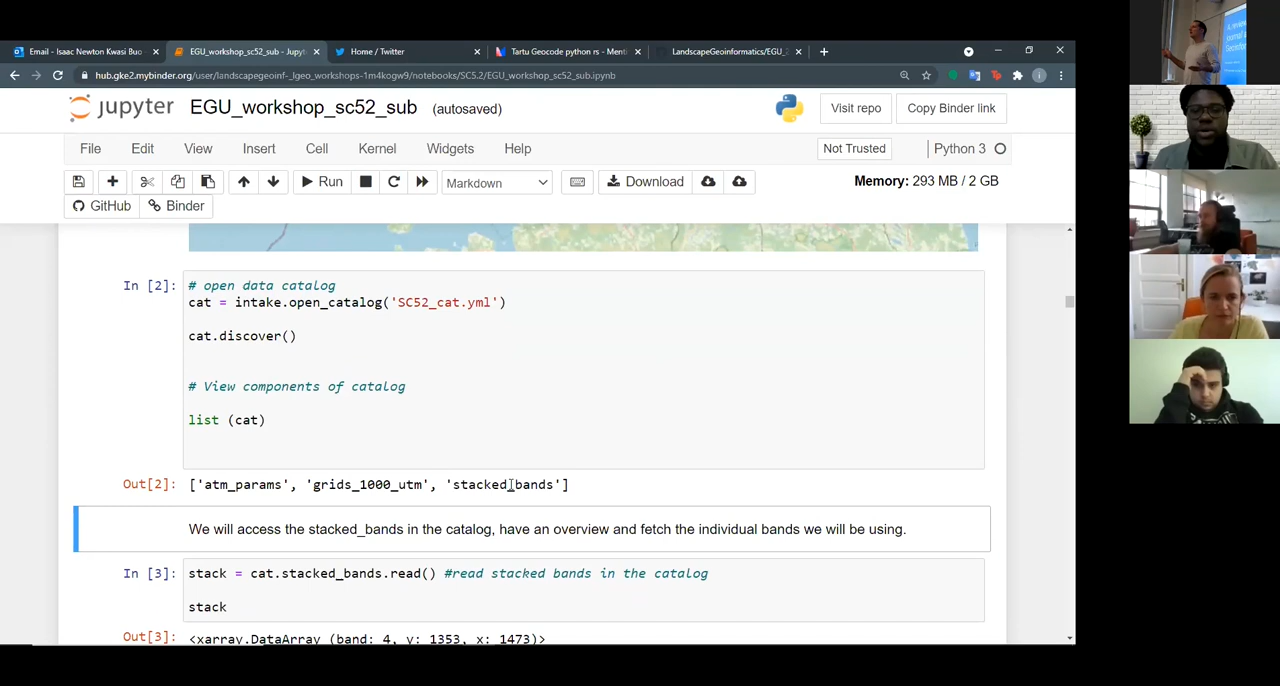 Email - Isaac Newton Kwasi Buo
EGU_workshop_sc52_sub - Jupyt
Home / Twitter
Tartu Geocode python rs - Menti
LandscapeGeoinformatics/EGU_2
hub.gke2.mybinder.org/user/landscapegeoinf-_lgeo_workshops-1m4kogw9/notebooks/SC5.2/EGU_workshop_sc52_sub.ipynb
jupyter EGU_workshop_sc52_sub (autosaved)
Visit repo Copy Binder link
File Edit View Insert Cell Kernel Widgets Help
Not Trusted Python 3
Run Markdown Download Memory: 293 MB / 2 GB
GitHub Binder
In [2]: # open data catalog
cat = intake.open_catalog('SC52_cat.yml')
cat.discover()
# View components of catalog
list (cat)
Out[2]: ['atm_params', 'grids_1000_utm', 'stacked_bands']
We will access the stacked_bands in the catalog, have an overview and fetch the individual bands we will be using.
In [3]: stack = cat.stacked_bands.read() #read stacked bands in the catalog
stack
Out[3]: <xarray.DataArray (band: 4, y: 1353, x: 1473)>